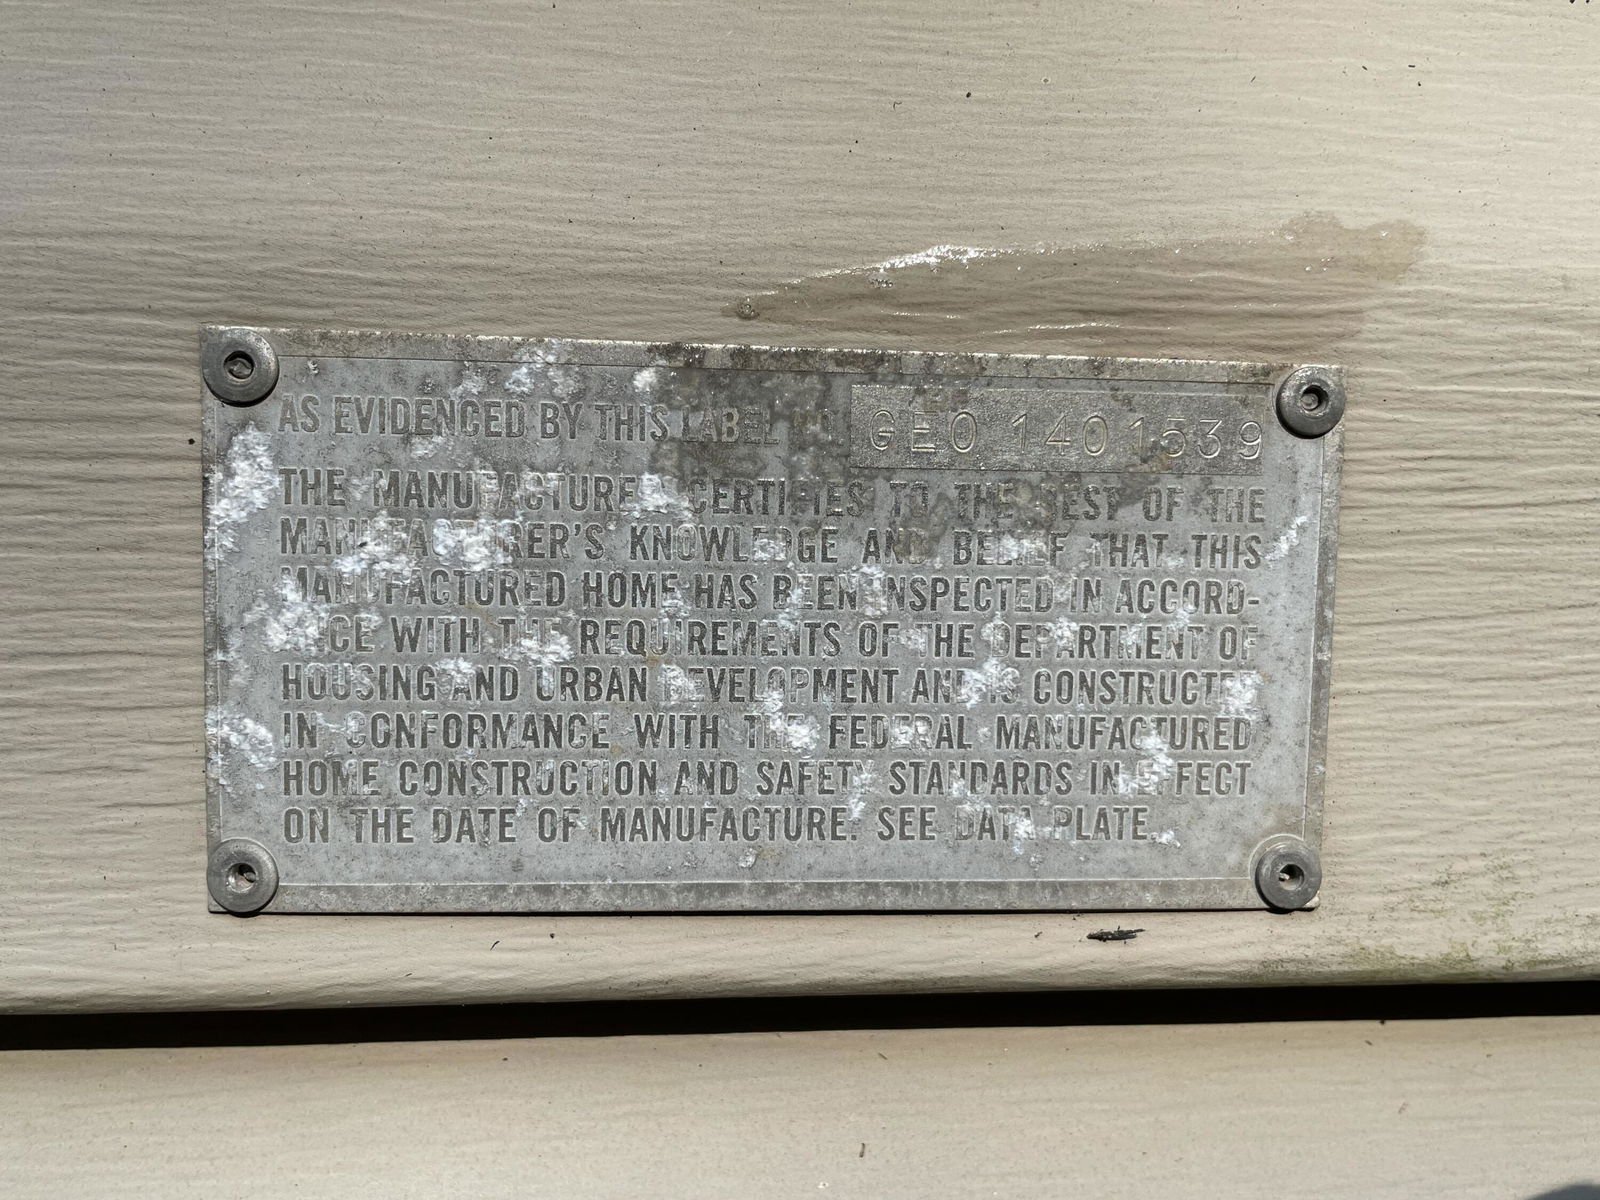 AS EVIDENCED BY THIS LABEL NO. GEO 1401539
THE MANUFACTURER CERTIFIES TO THE BEST OF THE
MANUFACTURER'S KNOWLEDGE AND BELIEF THAT THIS
MANUFACTURED HOME HAS BEEN INSPECTED IN ACCORD-
ANCE WITH THE REQUIREMENTS OF THE DEPARTMENT OF
HOUSING AND URBAN DEVELOPMENT AND IS CONSTRUCTED
IN CONFORMANCE WITH THE FEDERAL MANUFACTURED
HOME CONSTRUCTION AND SAFETY STANDARDS IN EFFECT
ON THE DATE OF MANUFACTURE. SEE DATA PLATE.